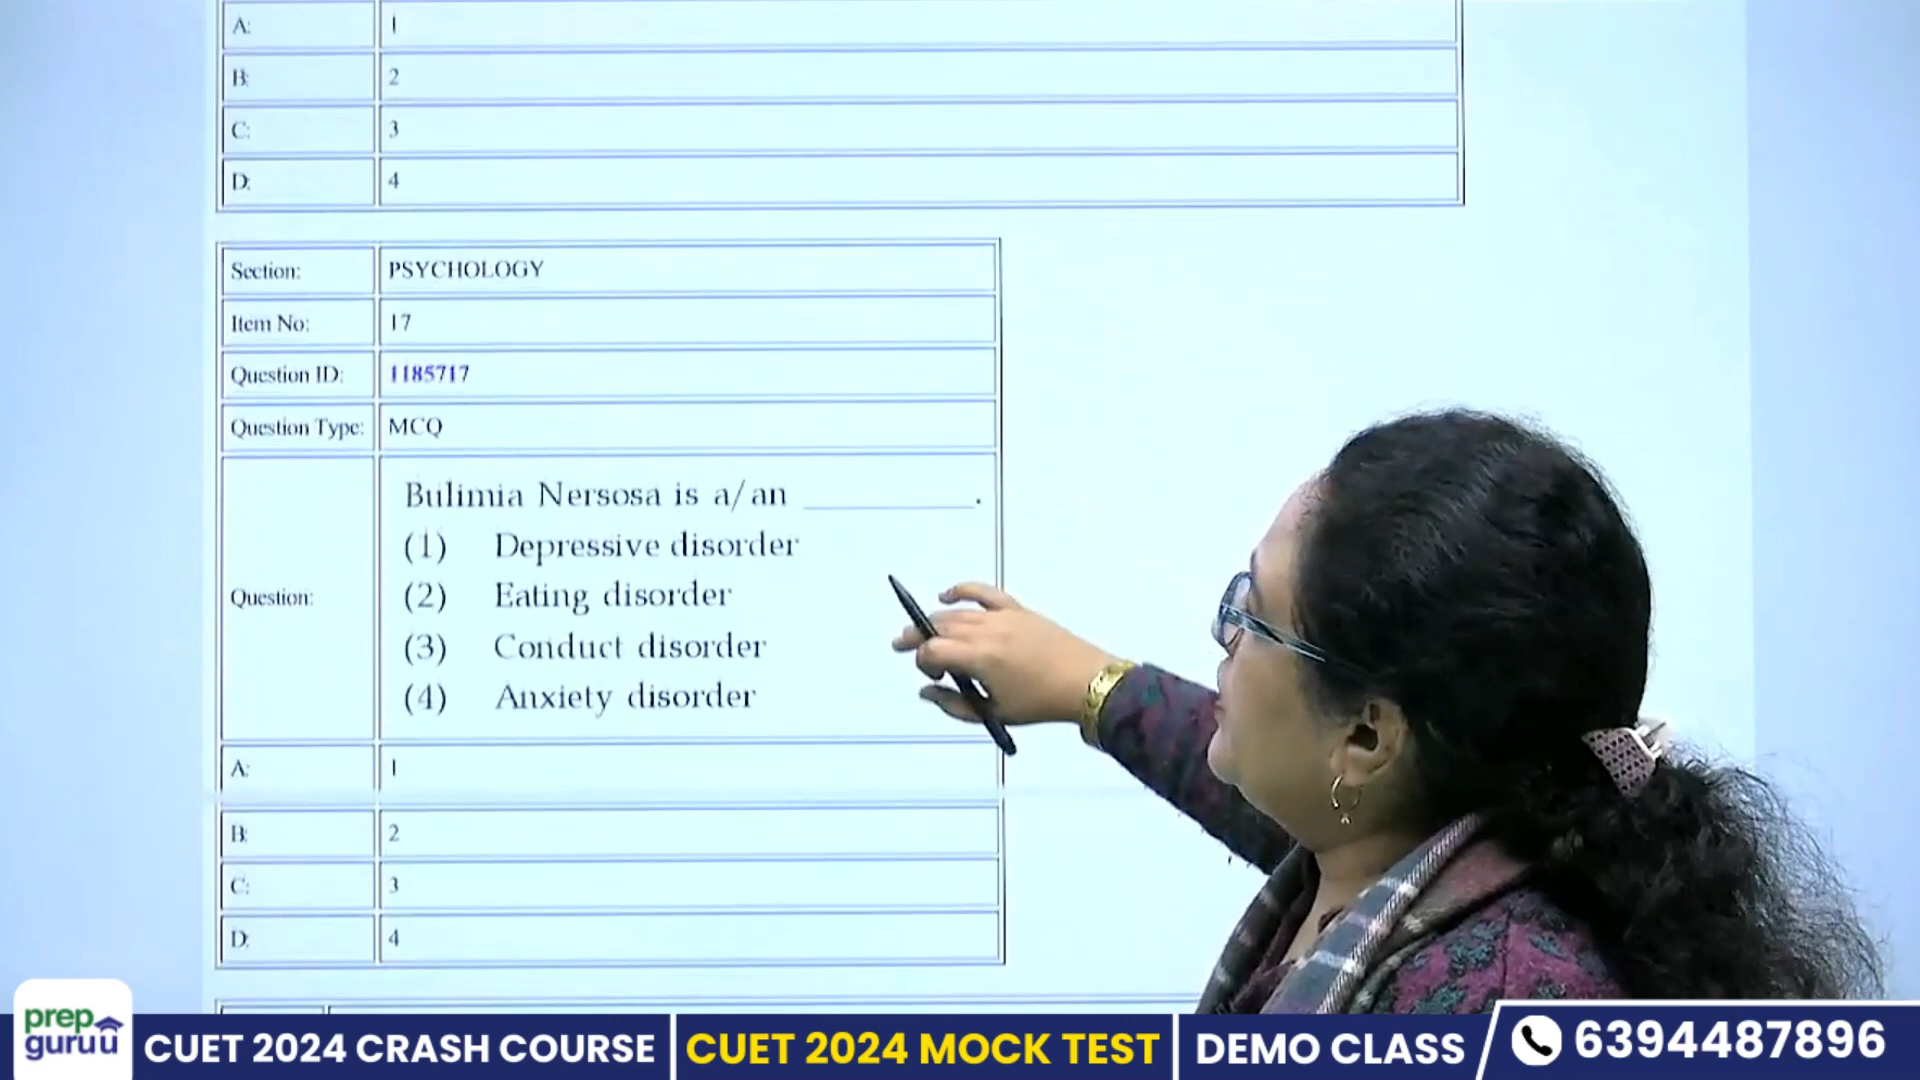 A: 1
B: 2
C: 3
D: 4
Section: PSYCHOLOGY
Item No: 17
Question ID: 1185717
Question Type: MCQ
Question:
Bulimia Nersosa is a/an __________.
(1) Depressive disorder
(2) Eating disorder
(3) Conduct disorder
(4) Anxiety disorder
A: 1
B: 2
C: 3
D: 4
prep
guruu
CUET 2024 CRASH COURSE
CUET 2024 MOCK TEST
DEMO CLASS
6394487896